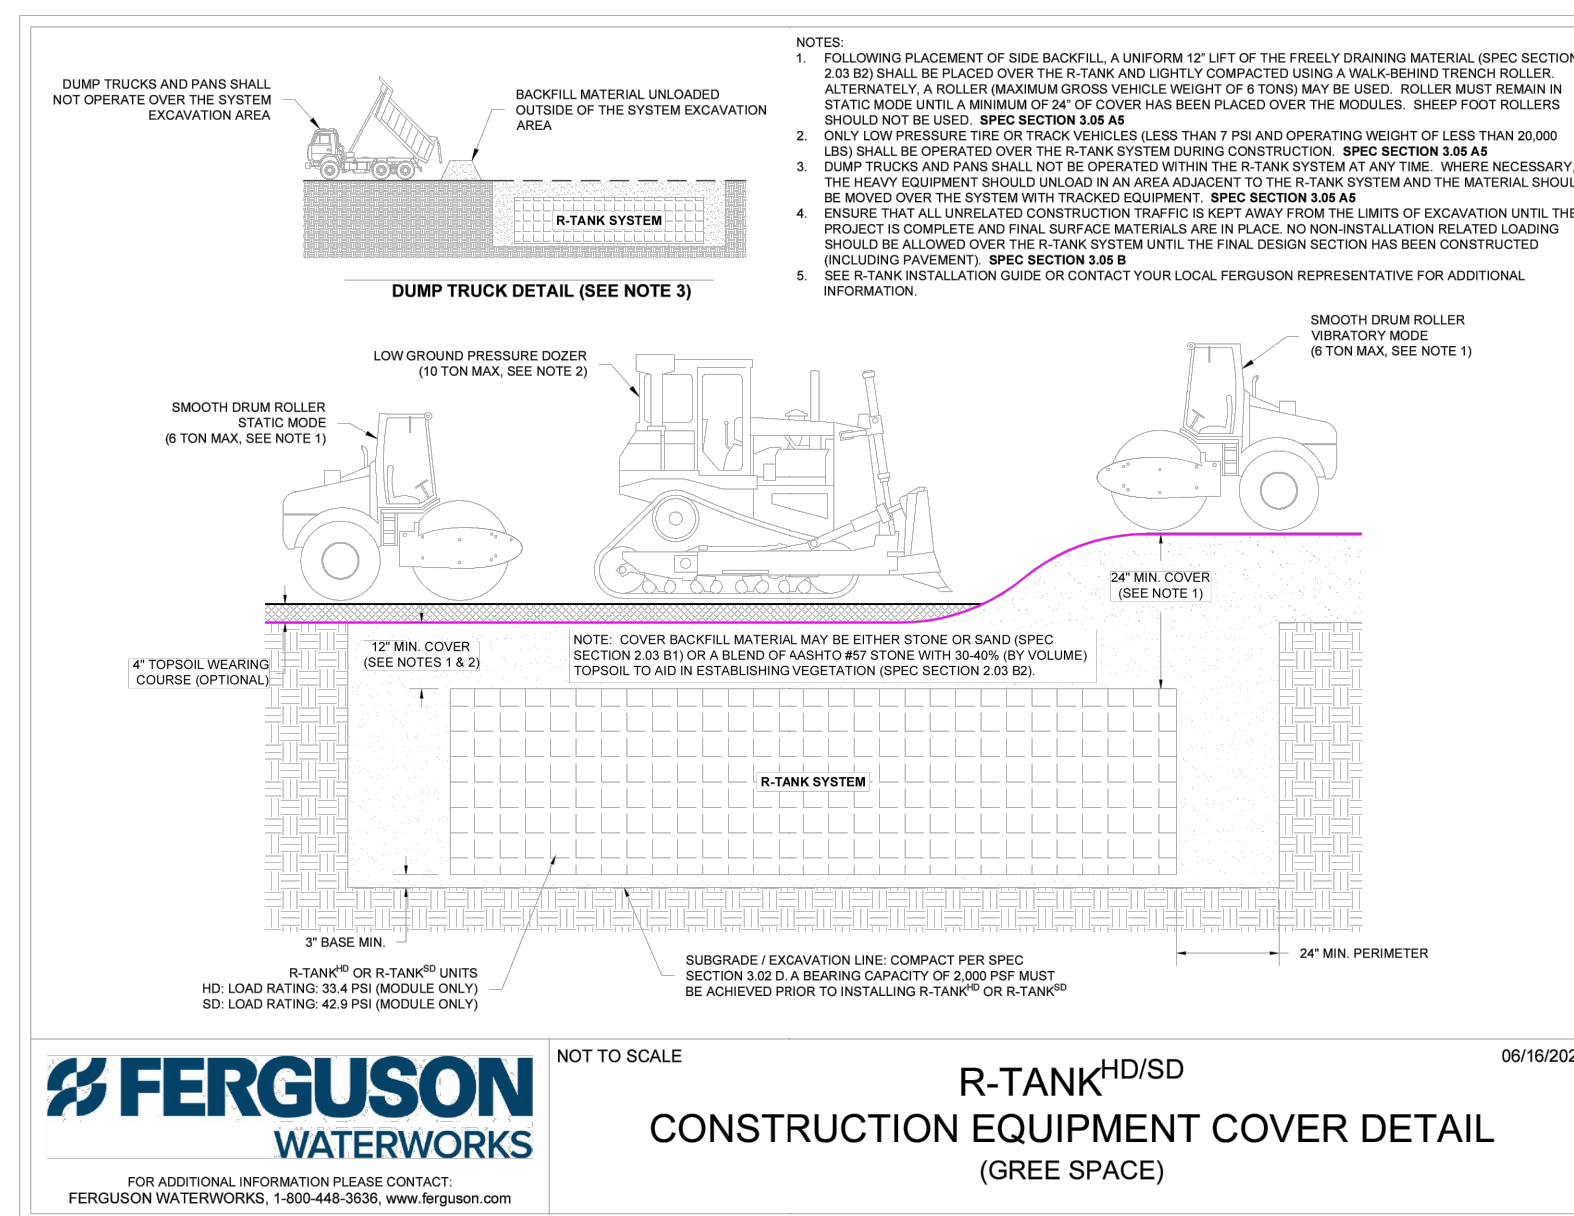 DUMP TRUCKS AND PANS SHALL
NOT OPERATE OVER THE SYSTEM
EXCAVATION AREA
BACKFILL MATERIAL UNLOADED
OUTSIDE OF THE SYSTEM EXCAVATION
AREA
R-TANK SYSTEM
DUMP TRUCK DETAIL (SEE NOTE 3)
NOTES:
1. FOLLOWING PLACEMENT OF SIDE BACKFILL, A UNIFORM 12" LIFT OF THE FREELY DRAINING MATERIAL (SPEC SECTION
2.03 B2) SHALL BE PLACED OVER THE R-TANK AND LIGHTLY COMPACTED USING A WALK-BEHIND TRENCH ROLLER.
ALTERNATELY, A ROLLER (MAXIMUM GROSS VEHICLE WEIGHT OF 6 TONS) MAY BE USED. ROLLER MUST REMAIN IN
STATIC MODE UNTIL A MINIMUM OF 24" OF COVER HAS BEEN PLACED OVER THE MODULES. SHEEP FOOT ROLLERS
SHOULD NOT BE USED. SPEC SECTION 3.05 A5
2. ONLY LOW PRESSURE TIRE OR TRACK VEHICLES (LESS THAN 7 PSI AND OPERATING WEIGHT OF LESS THAN 20,000
LBS) SHALL BE OPERATED OVER THE R-TANK SYSTEM DURING CONSTRUCTION. SPEC SECTION 3.05 A5
3. DUMP TRUCKS AND PANS SHALL NOT BE OPERATED WITHIN THE R-TANK SYSTEM AT ANY TIME. WHERE NECESSARY,
THE HEAVY EQUIPMENT SHOULD UNLOAD IN AN AREA ADJACENT TO THE R-TANK SYSTEM AND THE MATERIAL SHOUL
BE MOVED OVER THE SYSTEM WITH TRACKED EQUIPMENT. SPEC SECTION 3.05 A5
4. ENSURE THAT ALL UNRELATED CONSTRUCTION TRAFFIC IS KEPT AWAY FROM THE LIMITS OF EXCAVATION UNTIL THE
PROJECT IS COMPLETE AND FINAL SURFACE MATERIALS ARE IN PLACE. NO NON-INSTALLATION RELATED LOADING
SHOULD BE ALLOWED OVER THE R-TANK SYSTEM UNTIL THE FINAL DESIGN SECTION HAS BEEN CONSTRUCTED
(INCLUDING PAVEMENT). SPEC SECTION 3.05 B
5. SEE R-TANK INSTALLATION GUIDE OR CONTACT YOUR LOCAL FERGUSON REPRESENTATIVE FOR ADDITIONAL
INFORMATION.
SMOOTH DRUM ROLLER
VIBRATORY MODE
(6 TON MAX, SEE NOTE 1)
LOW GROUND PRESSURE DOZER
(10 TON MAX, SEE NOTE 2)
SMOOTH DRUM ROLLER
STATIC MODE
(6 TON MAX, SEE NOTE 1)
24" MIN. COVER
(SEE NOTE 1)
12" MIN. COVER
(SEE NOTES 1 & 2)
NOTE: COVER BACKFILL MATERIAL MAY BE EITHER STONE OR SAND (SPEC
SECTION 2.03 B1) OR A BLEND OF AASHTO #57 STONE WITH 30-40% (BY VOLUME)
TOPSOIL TO AID IN ESTABLISHING VEGETATION (SPEC SECTION 2.03 B2).
4" TOPSOIL WEARING
COURSE (OPTIONAL)
R-TANK SYSTEM
3" BASE MIN.
R-TANKHD OR R-TANKSD UNITS
HD: LOAD RATING: 33.4 PSI (MODULE ONLY)
SD: LOAD RATING: 42.9 PSI (MODULE ONLY)
SUBGRADE / EXCAVATION LINE: COMPACT PER SPEC
SECTION 3.02 D. A BEARING CAPACITY OF 2,000 PSF MUST
BE ACHIEVED PRIOR TO INSTALLING R-TANKHD OR R-TANKSD
24" MIN. PERIMETER
FERGUSON
WATERWORKS
FOR ADDITIONAL INFORMATION PLEASE CONTACT:
FERGUSON WATERWORKS, 1-800-448-3636, www.ferguson.com
NOT TO SCALE
06/16/202
R-TANKHD/SD
CONSTRUCTION EQUIPMENT COVER DETAIL
(GREE SPACE)